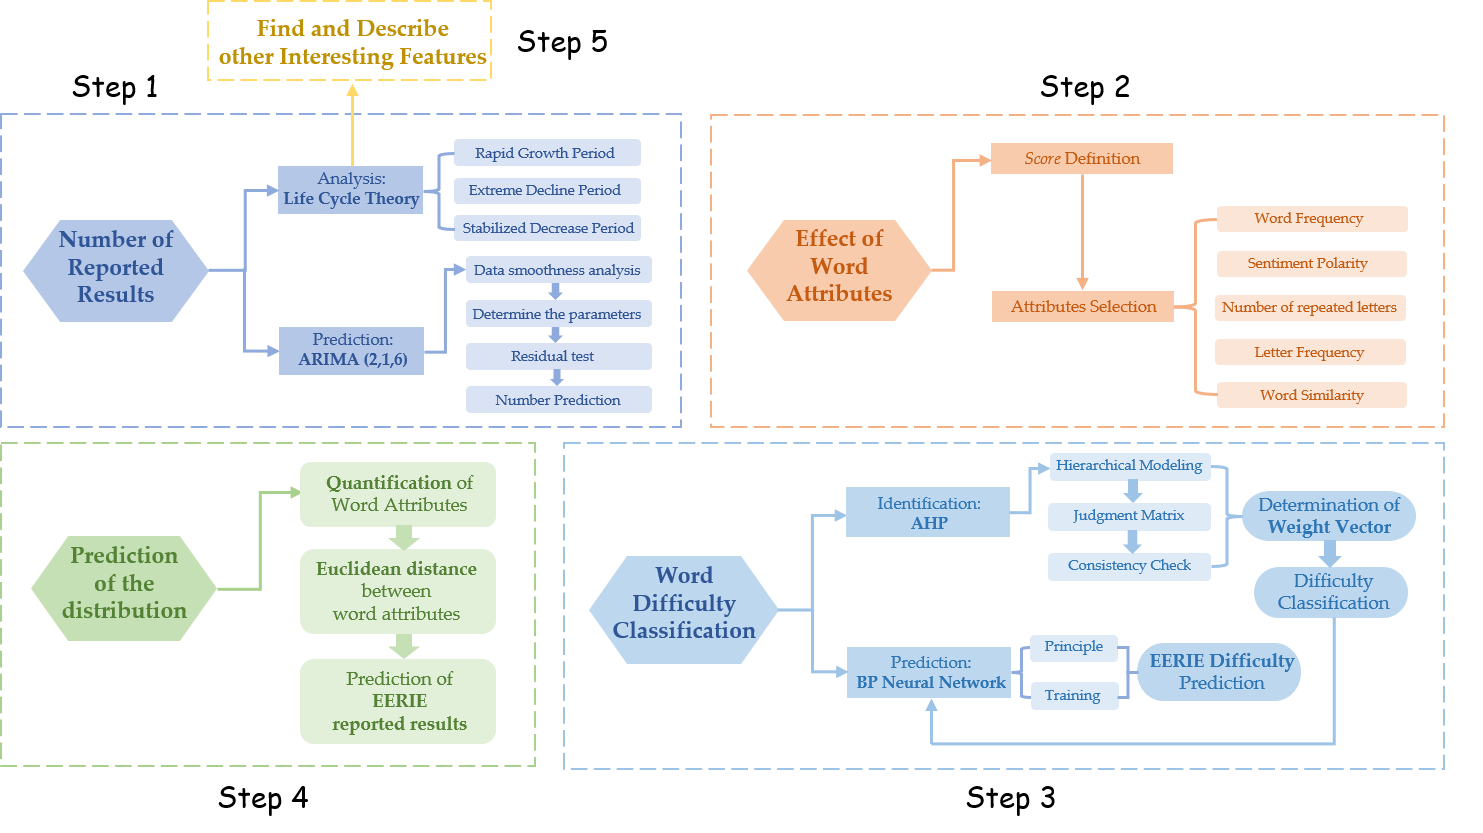 Find and Describe
other Interesting Features
Step 5
Step 1
Number of
Reported
Results
Analysis:
Life Cycle Theory
Rapid Growth Period
Extreme Decline Period
Stabilized Decrease Period
Prediction:
ARIMA (2,1,6)
Data smoothness analysis
Determine the parameters
Residual test
Number Prediction
Step 2
Effect of
Word
Attributes
Score Definition
Attributes Selection
Word Frequency
Sentiment Polarity
Number of repeated letters
Letter Frequency
Word Similarity
Prediction
of the
distribution
Quantification of
Word Attributes
Euclidean distance
between
word attributes
Prediction of
EERIE
reported results
Step 4
Word
Difficulty
Classification
Identification:
AHP
Hierarchical Modeling
Judgment Matrix
Consistency Check
Determination of
Weight Vector
Difficulty
Classification
Prediction:
BP Neural Network
Principle
Training
EERIE Difficulty
Prediction
Step 3